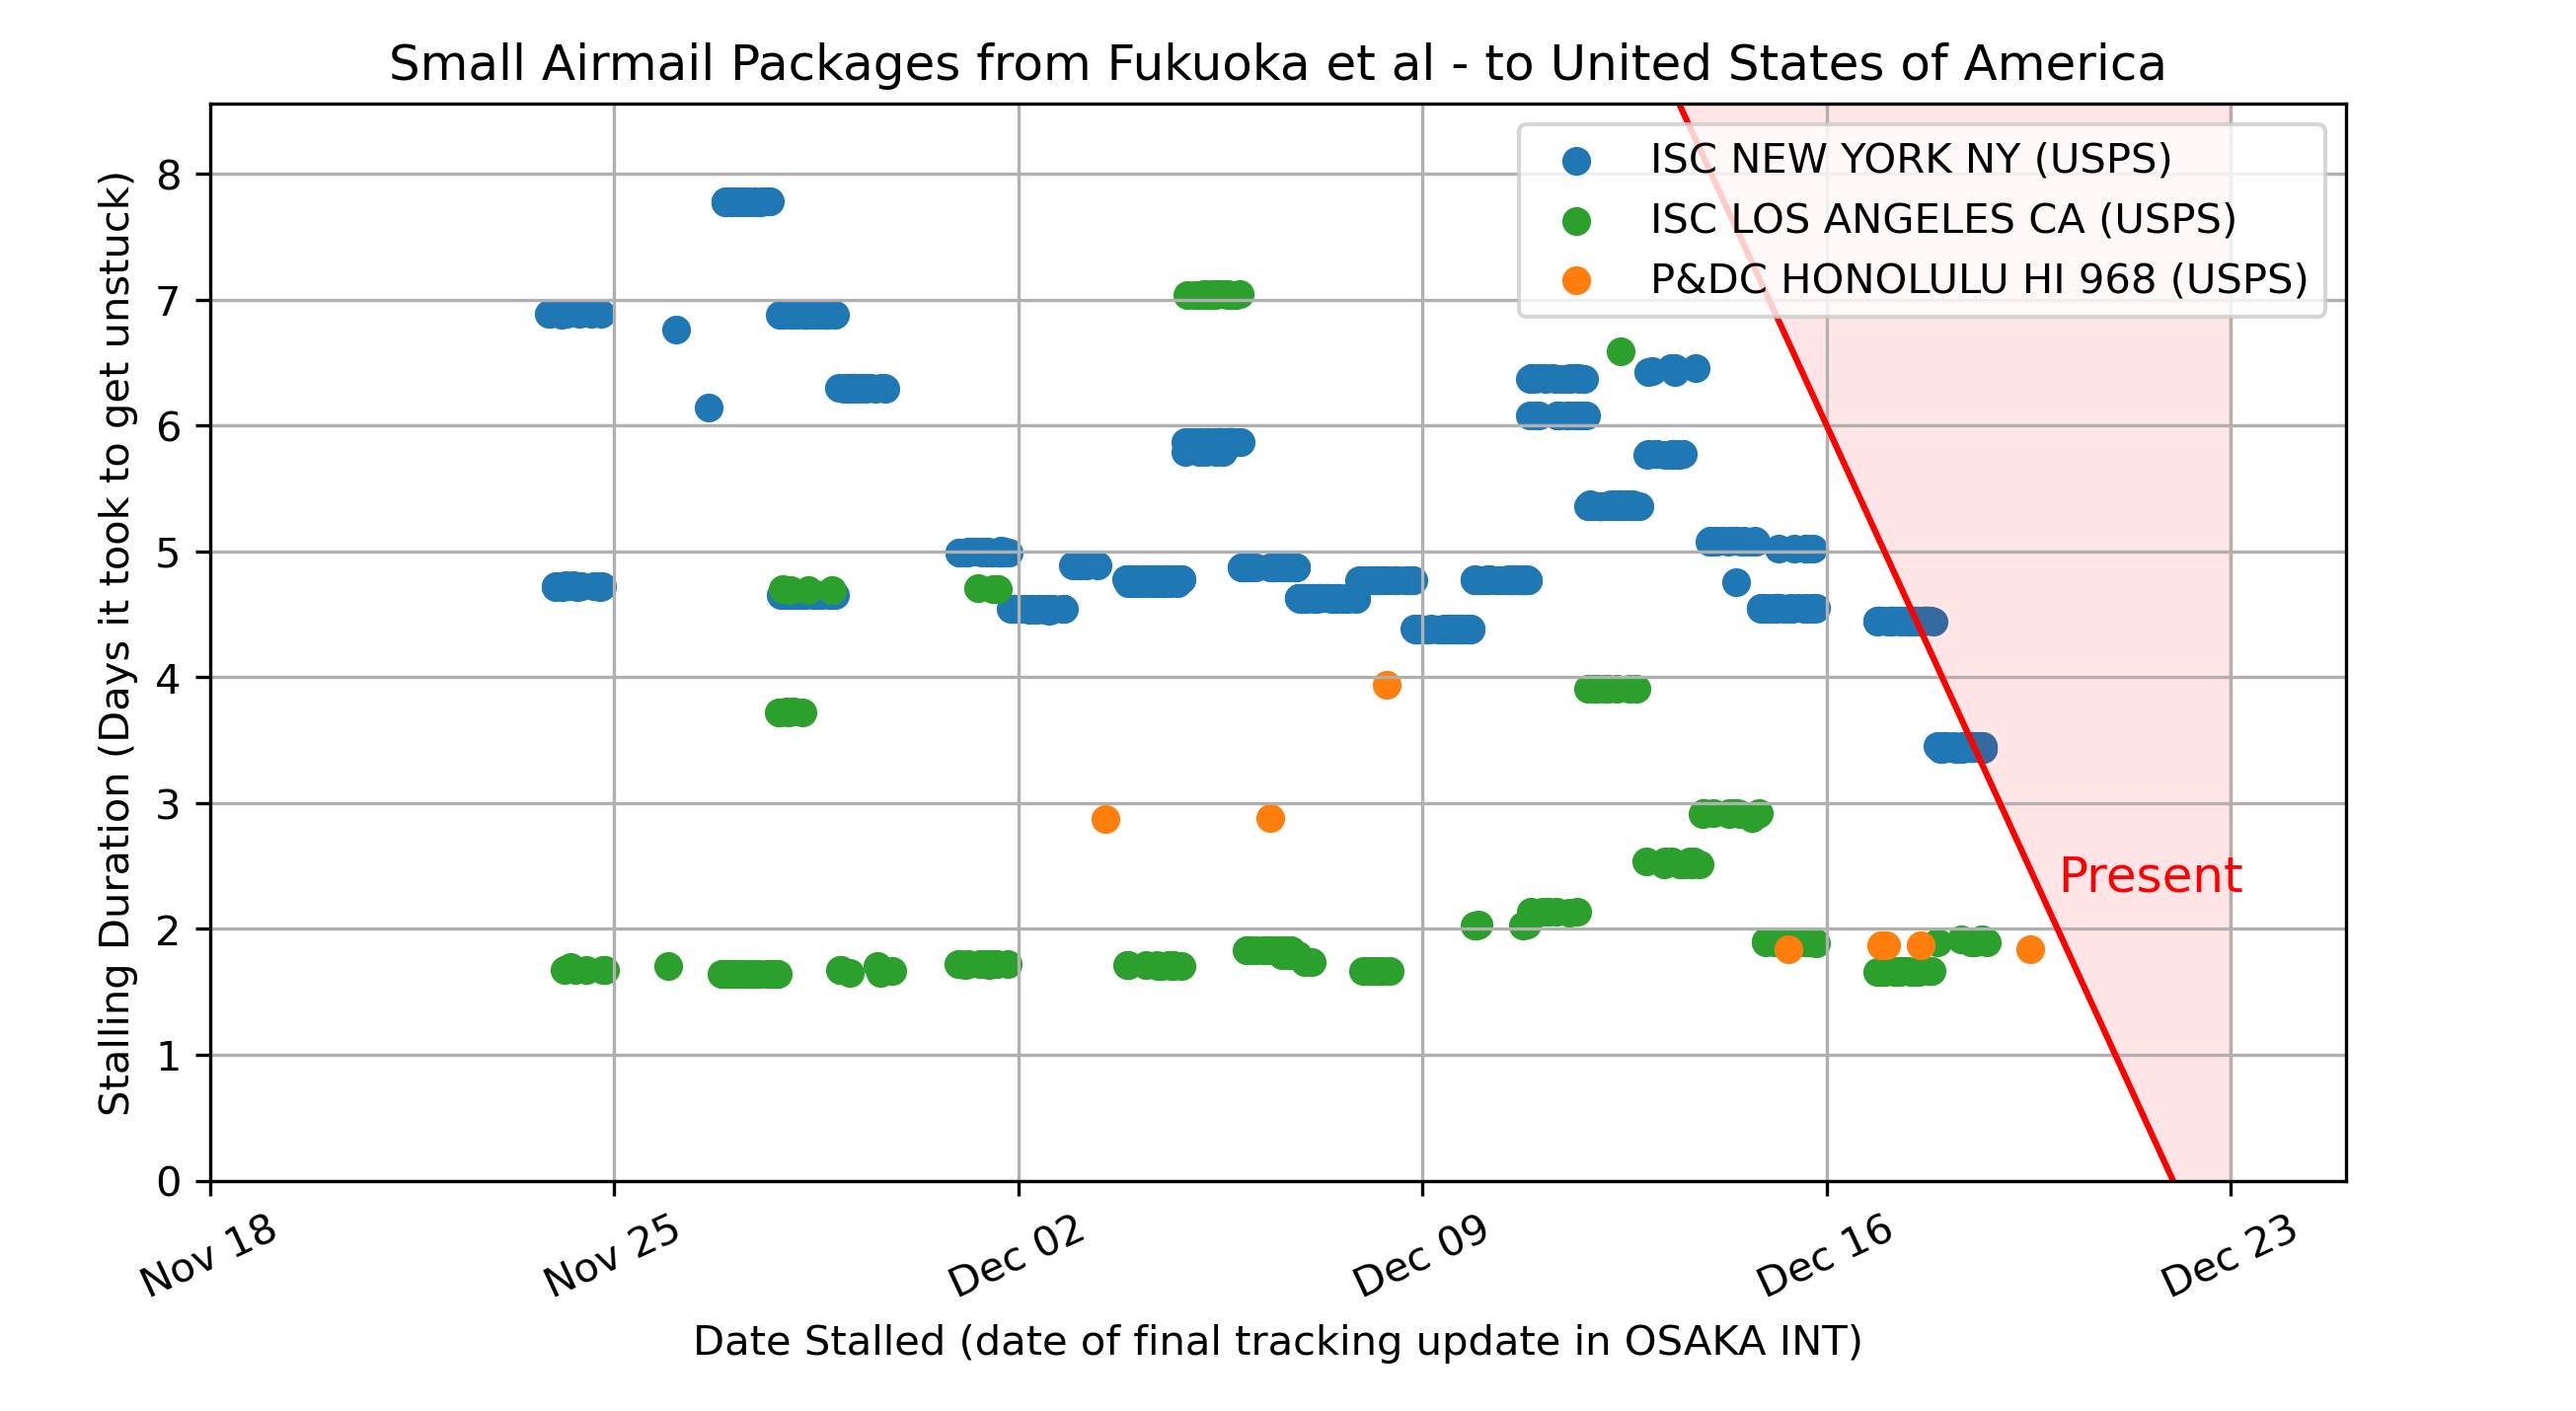 Small Airmail Packages from Fukuoka et al - to United States of America
Stalling Duration (Days it took to get unstuck)
8
7
6
5
4
3
2
1
0
ISC NEW YORK NY (USPS)
ISC LOS ANGELES CA (USPS)
P&DC HONOLULU HI 968 (USPS)
Present
Nov 18
Nov 25
Dec 02
Dec 09
Dec 16
Dec 23
Date Stalled (date of final tracking update in OSAKA INT)